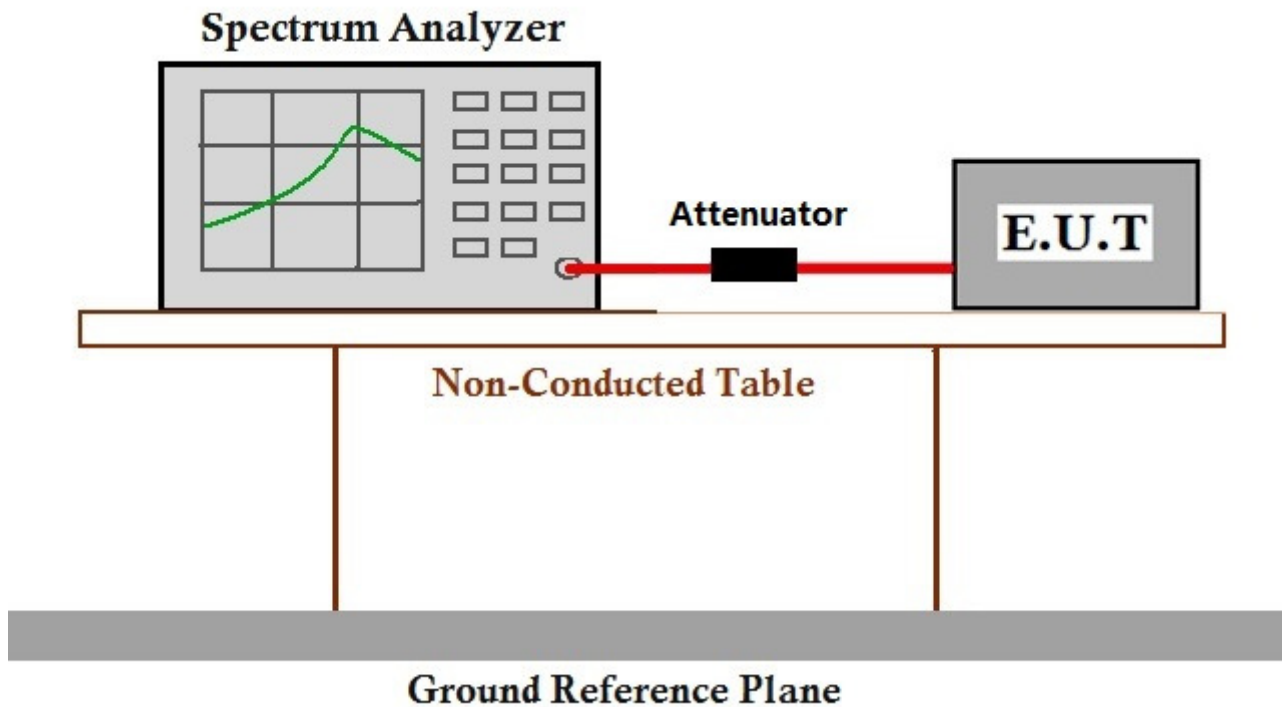 Spectrum Analyzer
Attenuator
E.U.T
Non-Conducted Table
Ground Reference Plane